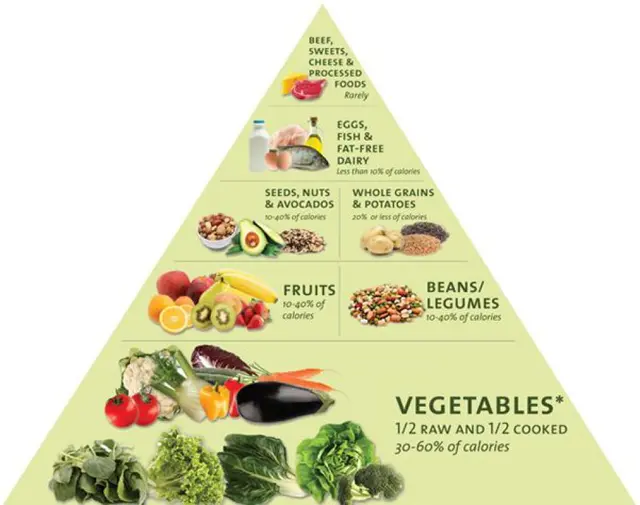 BEEF,
SWEETS,
CHEESE &
PROCESSED
FOODS
Rarely
EGGS,
FISH &
FAT-FREE
DAIRY
Less than 10% of calories
SEEDS, NUTS
& AVOCADOS
10-40% of calories
WHOLE GRAINS
& POTATOES
20% or less of calories
FRUITS
10-40% of
calories
BEANS/
LEGUMES
10-40% of calories
VEGETABLES*
1/2 RAW AND 1/2 COOKED
30-60% of calories